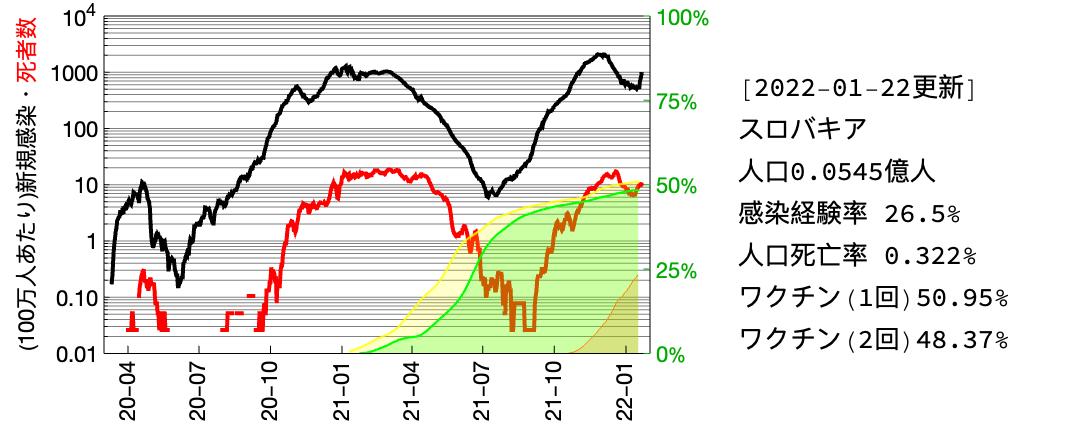 (100万人あたり)新規感染・死者数
10^4
1000
100
10
1
0.10
0.01
100%
75%
50%
25%
0%
20−04
20−07
20−10
21−01
21−04
21−07
21−10
22−01
[2022−01−22更新]
スロバキア
人口0.0545億人
感染経験率 26.5%
人口死亡率 0.322%
ワクチン(1回)50.95%
ワクチン(2回)48.37%